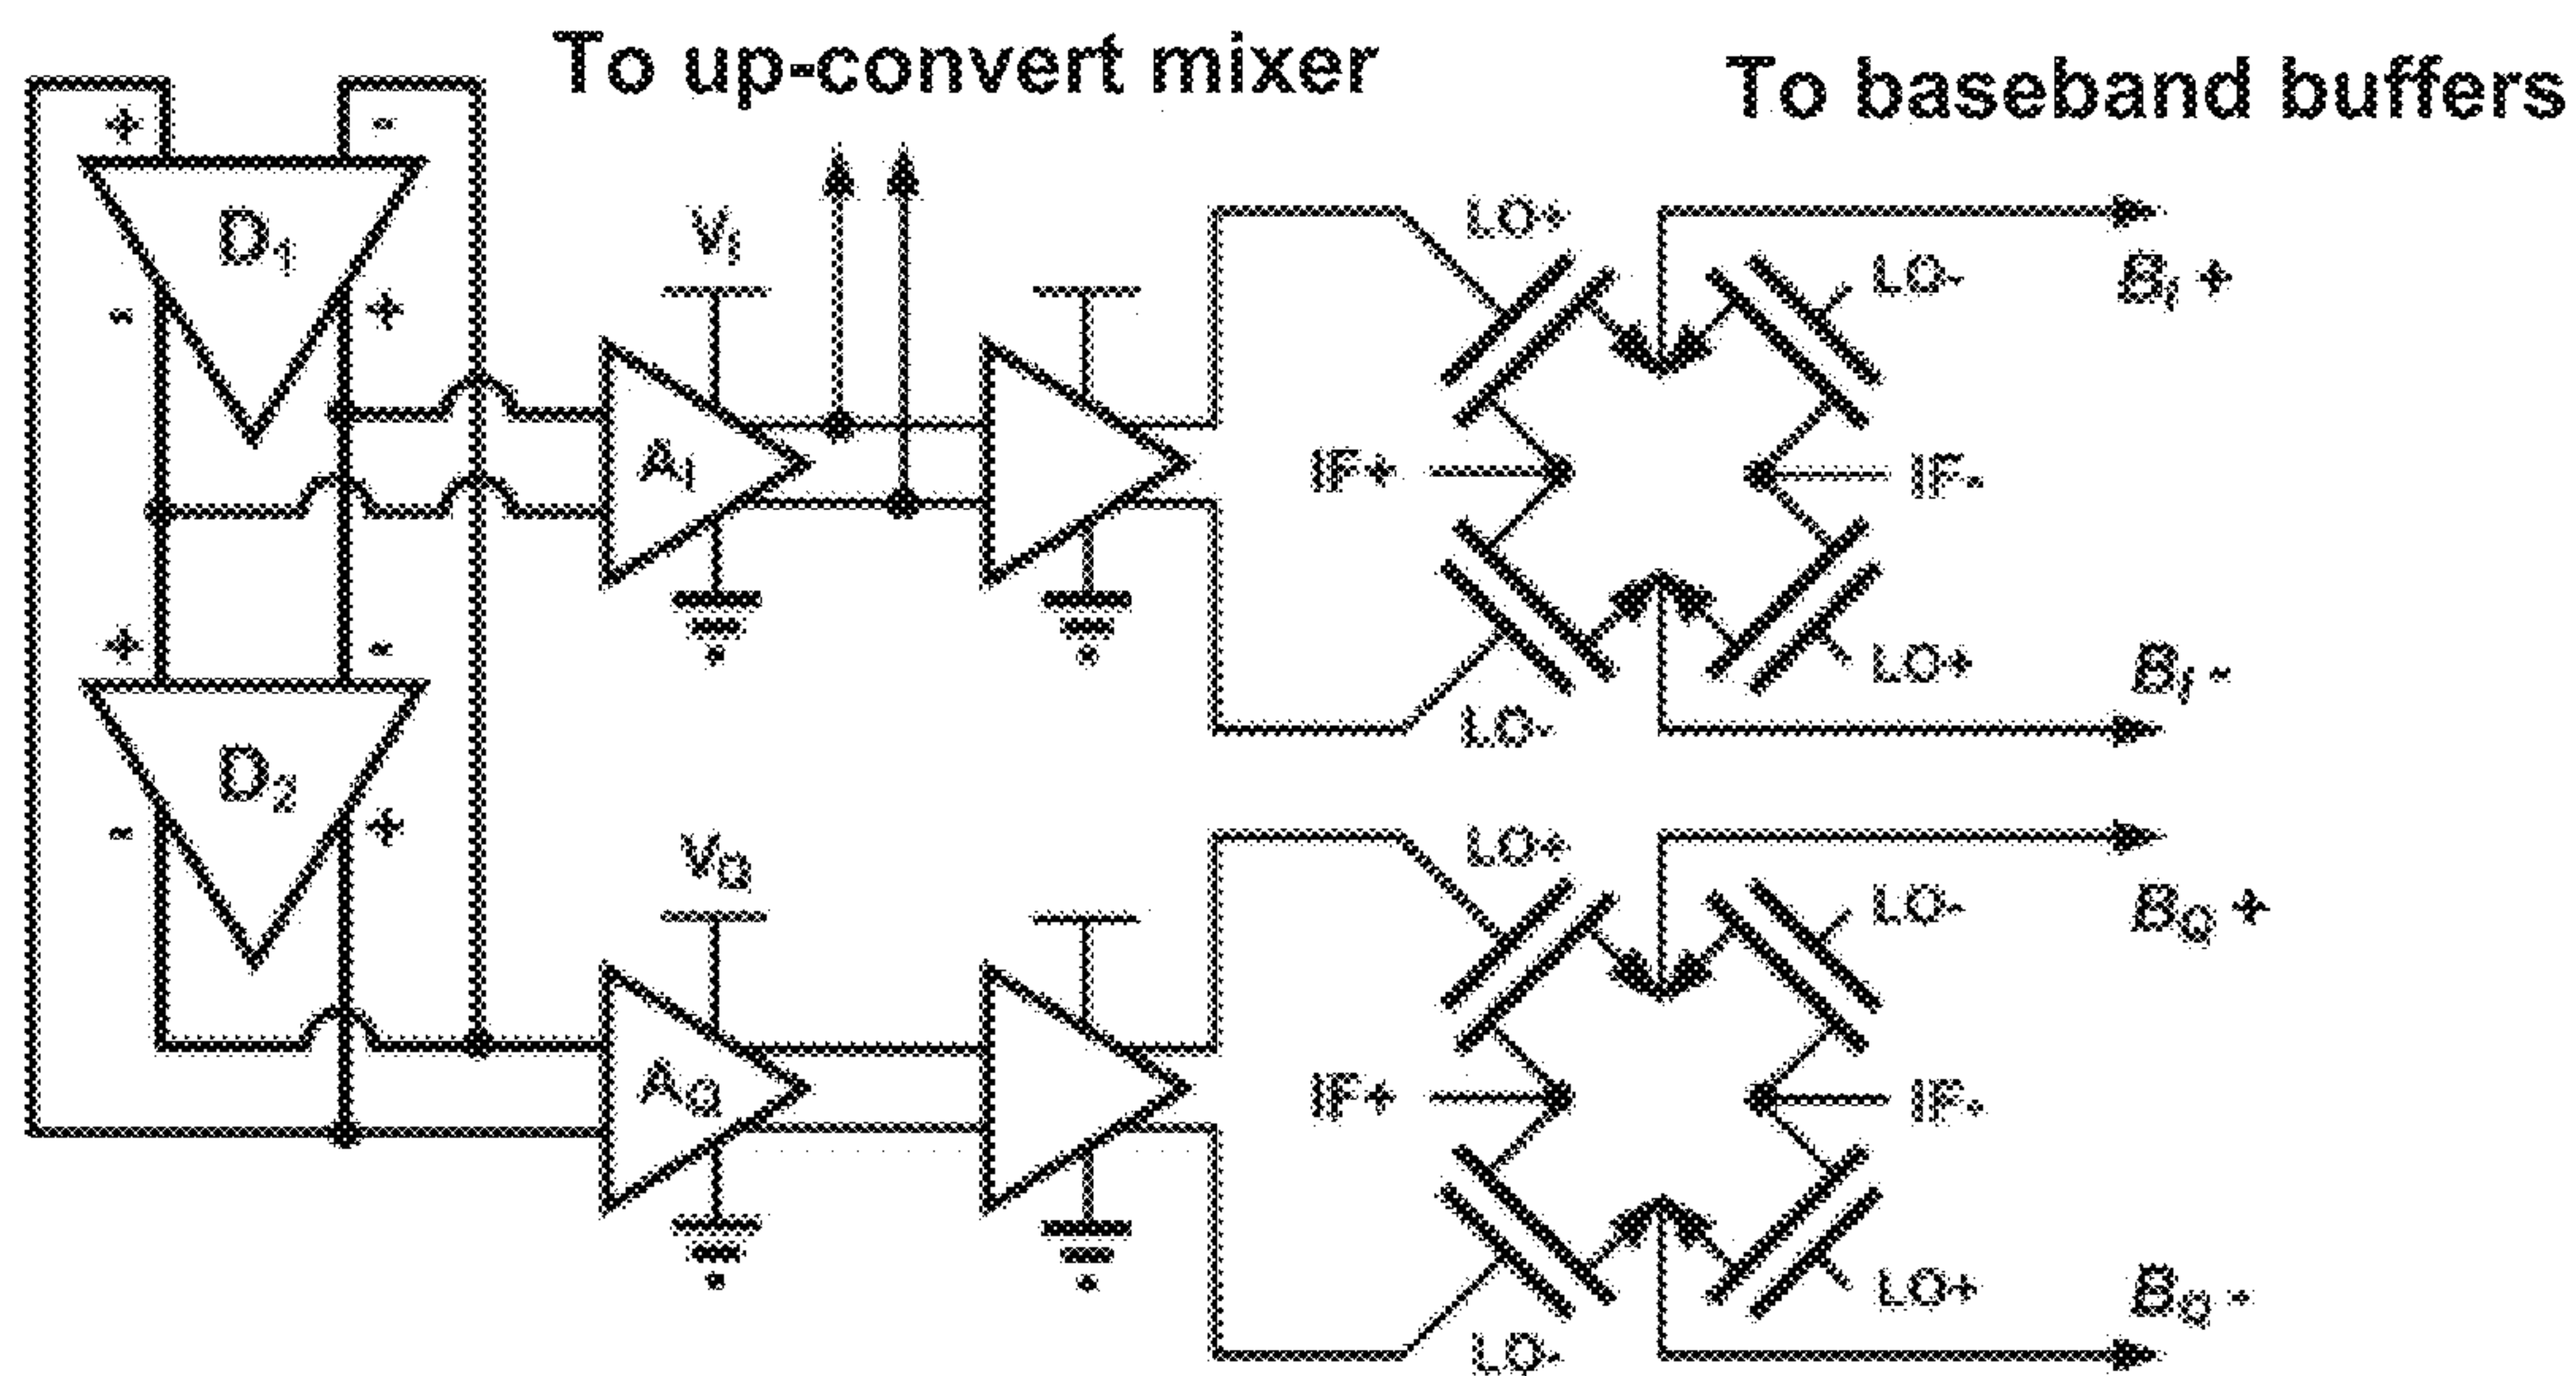 To up-convert mixer
To baseband buffers
+ -
D1
- +
VI
AI
LO+
LO-
BI +
IF+
IF-
LO-
LO+
BI -
+ -
D2
- +
VQ
AQ
LO+
LO-
BQ +
IF+
IF-
LO-
LO+
BQ -